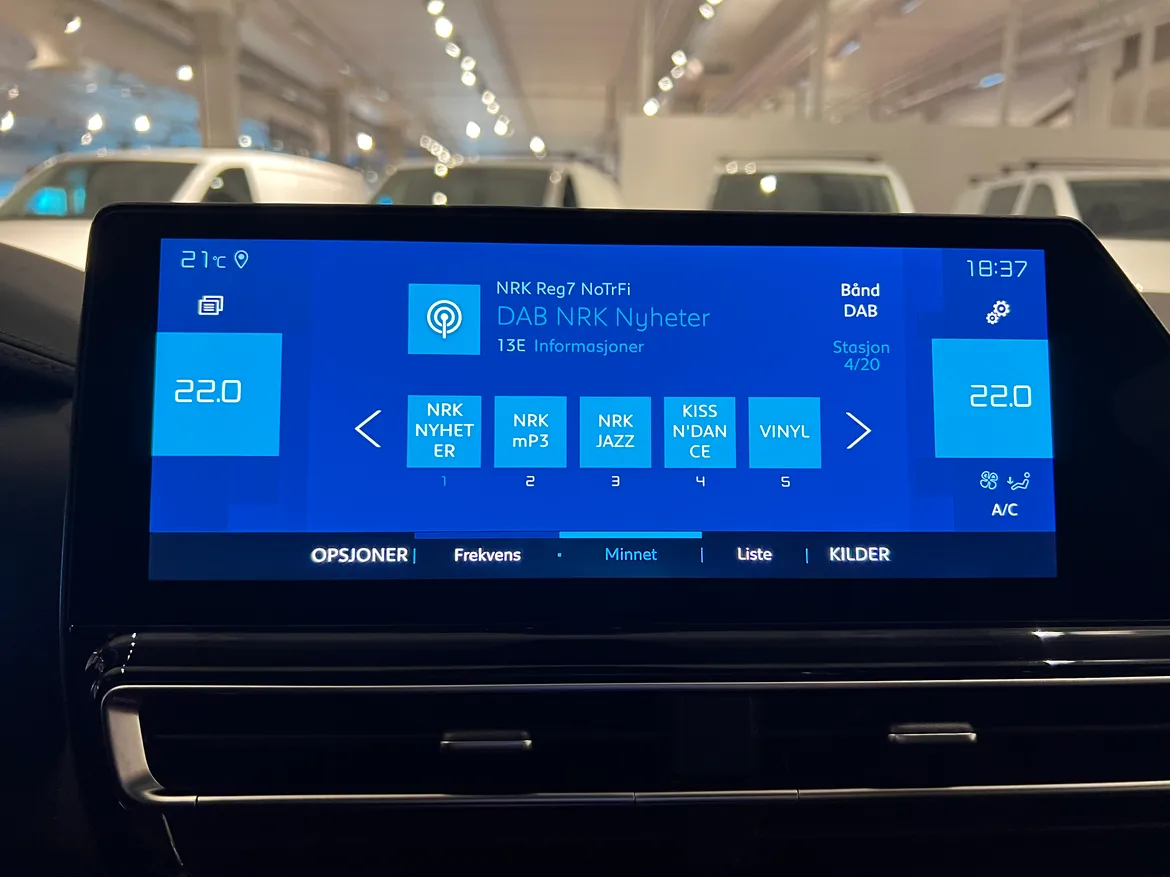 21°C
18:37
NRK Reg7 NoTrFi
DAB NRK Nyheter
13E Informasjoner
Bånd
DAB
Stasjon
4/20
22.0
22.0
NRK
NYHET
ER
NRK
mP3
NRK
JAZZ
KISS
N'DAN
CE
VINYL
1
2
3
4
5
A/C
OPSJONER | Frekvens · Minnet | Liste | KILDER